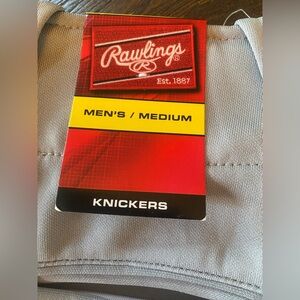 Rawlings®
R
Est. 1887
MEN'S / MEDIUM
KNICKERS